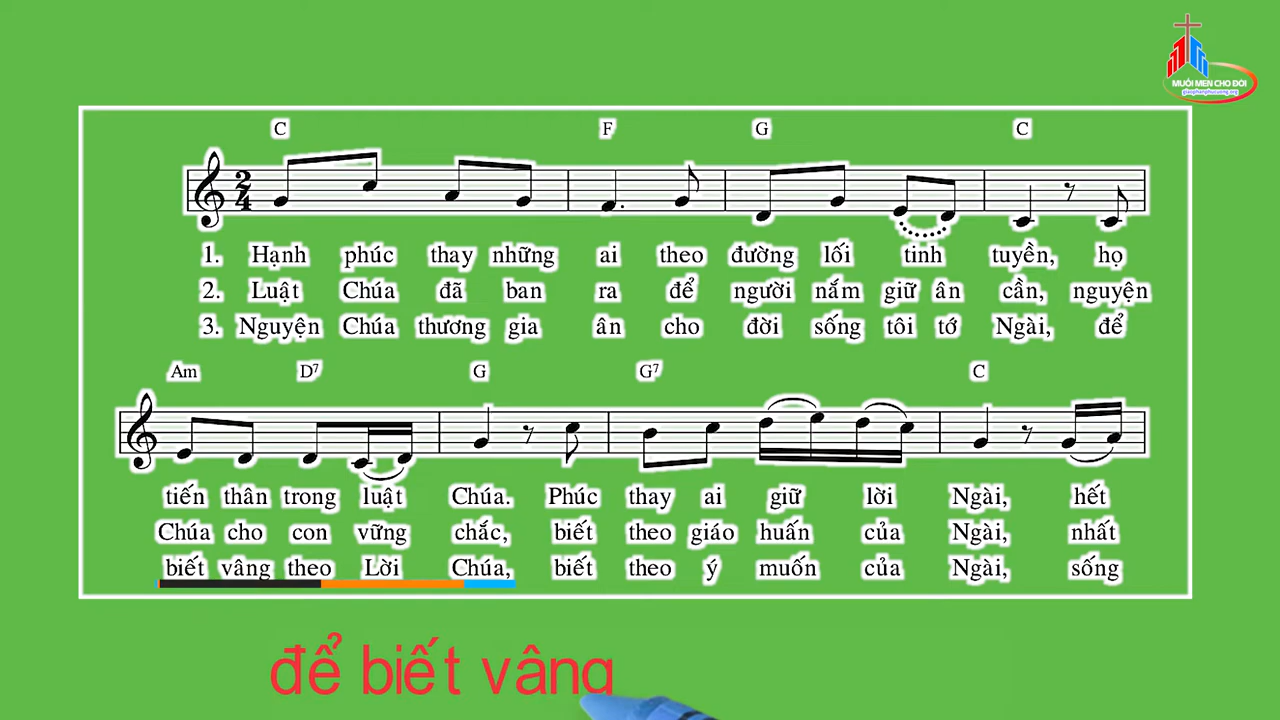 MUỐI MEN CHO ĐỜI
giaophanphucuong.org
C F G C
2
4
1. Hạnh phúc thay những ai theo đường lối tinh tuyền, họ
2. Luật Chúa đã ban ra để người nắm giữ ân cần, nguyện
3. Nguyện Chúa thương gia ân cho đời sống tôi tớ Ngài, để
Am D7 G G7 C
tiến thân trong luật Chúa. Phúc thay ai giữ lời Ngài, hết
Chúa cho con vững chắc, biết theo giáo huấn của Ngài, nhất
biết vâng theo Lời Chúa, biết theo ý muốn của Ngài, sống
để biết vâng